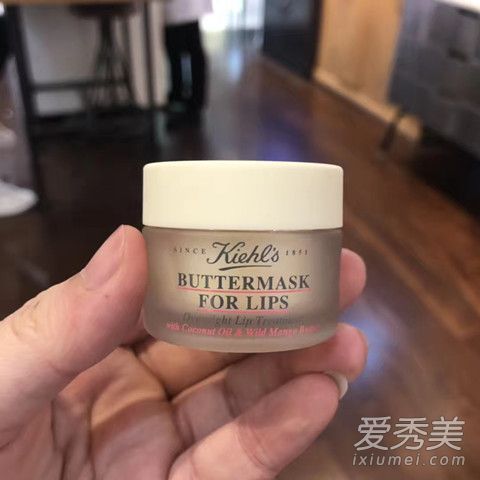 SINCE Kiehl's 1851
BUTTERMASK
FOR LIPS
Overnight Lip Treatment
with Coconut Oil & Wild Mango Butter
爱秀美
ixiumei.com